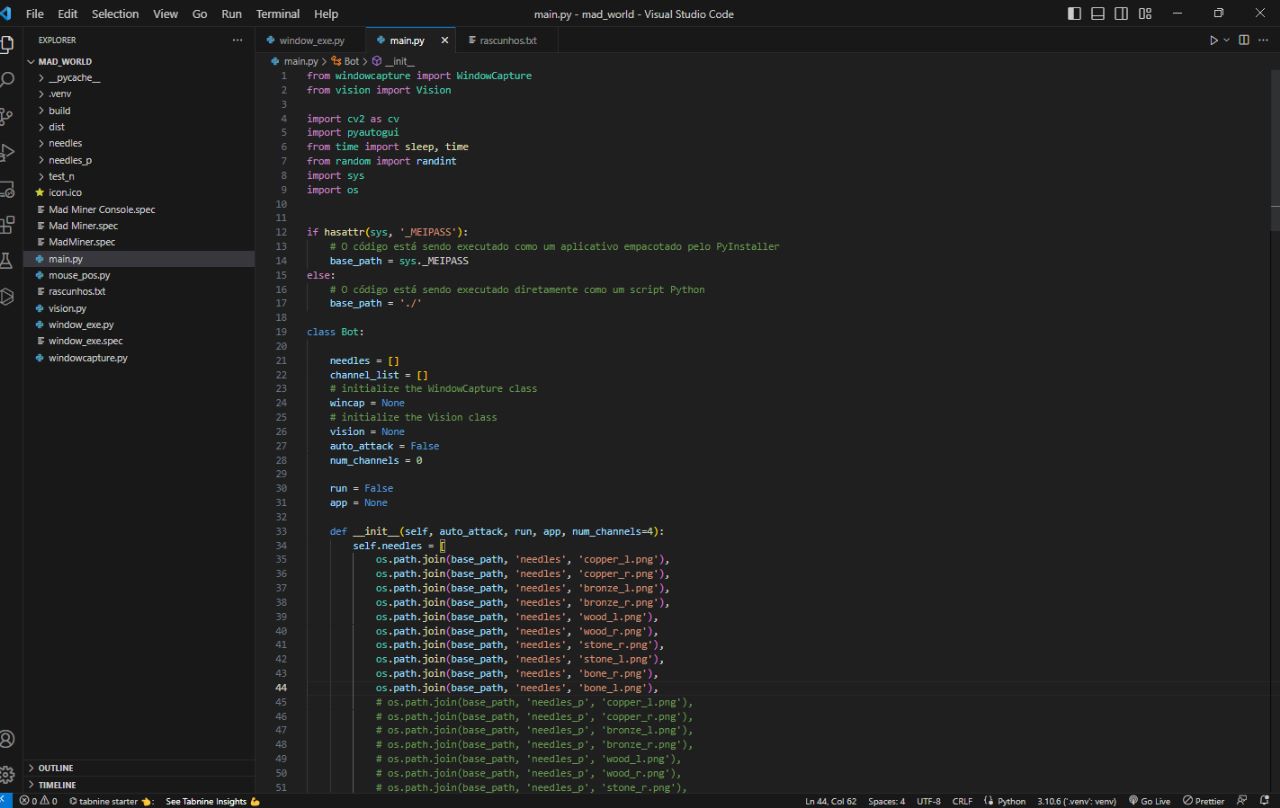 File Edit Selection View Go Run Terminal Help
main.py - mad_world - Visual Studio Code
EXPLORER
MAD_WORLD
__pycache__
.venv
build
dist
needles
needles_p
test_n
icon.ico
Mad Miner Console.spec
Mad Miner.spec
MadMiner.spec
main.py
mouse_pos.py
rascunhos.txt
vision.py
window_exe.py
window_exe.spec
windowcapture.py
OUTLINE
TIMELINE
window_exe.py main.py rascunhos.txt
main.py > Bot > __init__
1 from windowcapture import WindowCapture
2 from vision import Vision
3
4 import cv2 as cv
5 import pyautogui
6 from time import sleep, time
7 from random import randint
8 import sys
9 import os
10
11
12 if hasattr(sys, '_MEIPASS'):
13 # O código está sendo executado como um aplicativo empacotado pelo PyInstaller
14 base_path = sys._MEIPASS
15 else:
16 # O código está sendo executado diretamente como um script Python
17 base_path = './'
18
19 class Bot:
20
21 needles = []
22 channel_list = []
23 # initialize the WindowCapture class
24 wincap = None
25 # initialize the Vision class
26 vision = None
27 auto_attack = False
28 num_channels = 0
29
30 run = False
31 app = None
32
33 def __init__(self, auto_attack, run, app, num_channels=4):
34 self.needles = [
35 os.path.join(base_path, 'needles', 'copper_l.png'),
36 os.path.join(base_path, 'needles', 'copper_r.png'),
37 os.path.join(base_path, 'needles', 'bronze_l.png'),
38 os.path.join(base_path, 'needles', 'bronze_r.png'),
39 os.path.join(base_path, 'needles', 'wood_l.png'),
40 os.path.join(base_path, 'needles', 'wood_r.png'),
41 os.path.join(base_path, 'needles', 'stone_r.png'),
42 os.path.join(base_path, 'needles', 'stone_l.png'),
43 os.path.join(base_path, 'needles', 'bone_r.png'),
44 os.path.join(base_path, 'needles', 'bone_l.png'),
45 # os.path.join(base_path, 'needles_p', 'copper_l.png'),
46 # os.path.join(base_path, 'needles_p', 'copper_r.png'),
47 # os.path.join(base_path, 'needles_p', 'bronze_l.png'),
48 # os.path.join(base_path, 'needles_p', 'bronze_r.png'),
49 # os.path.join(base_path, 'needles_p', 'wood_l.png'),
50 # os.path.join(base_path, 'needles_p', 'wood_r.png'),
51 # os.path.join(base_path, 'needles_p', 'stone_r.png'),
0 0 tabnine starter : See Tabnine Insights Ln 44, Col 62 Spaces: 4 UTF-8 CRLF Python 3.10.6 ('.venv': venv) Go Live Prettier